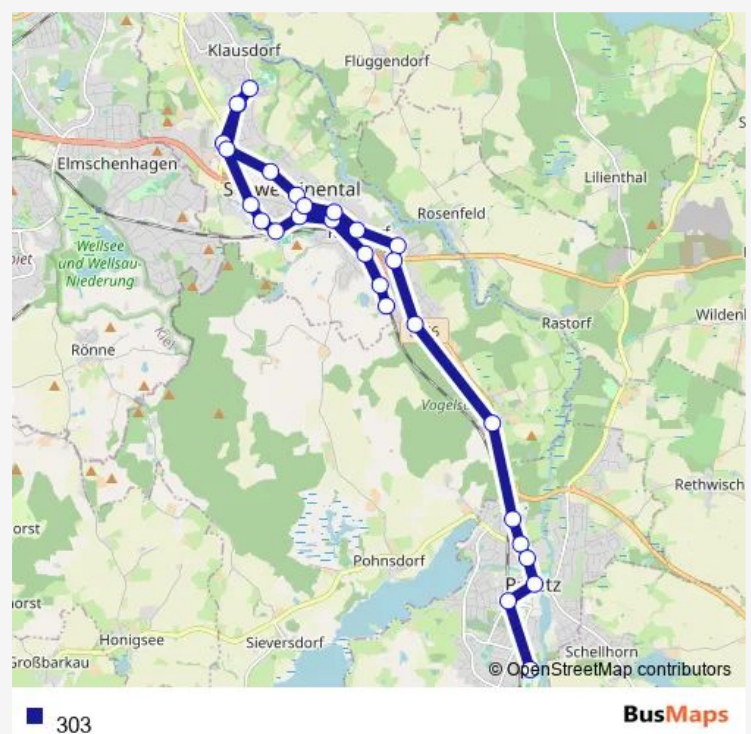 Klausdorf
Flüggendorf
Elmschenhagen
Lilienthal
Rosenfeld
Wellsee
und Wellsau-
Niederung
Rastorf
Rönne
Rethwisch
Pohnsdorf
Honigsee
Sieversdorf
Schellhorn
Großbarkau
© OpenStreetMap contributors
303
BusMaps